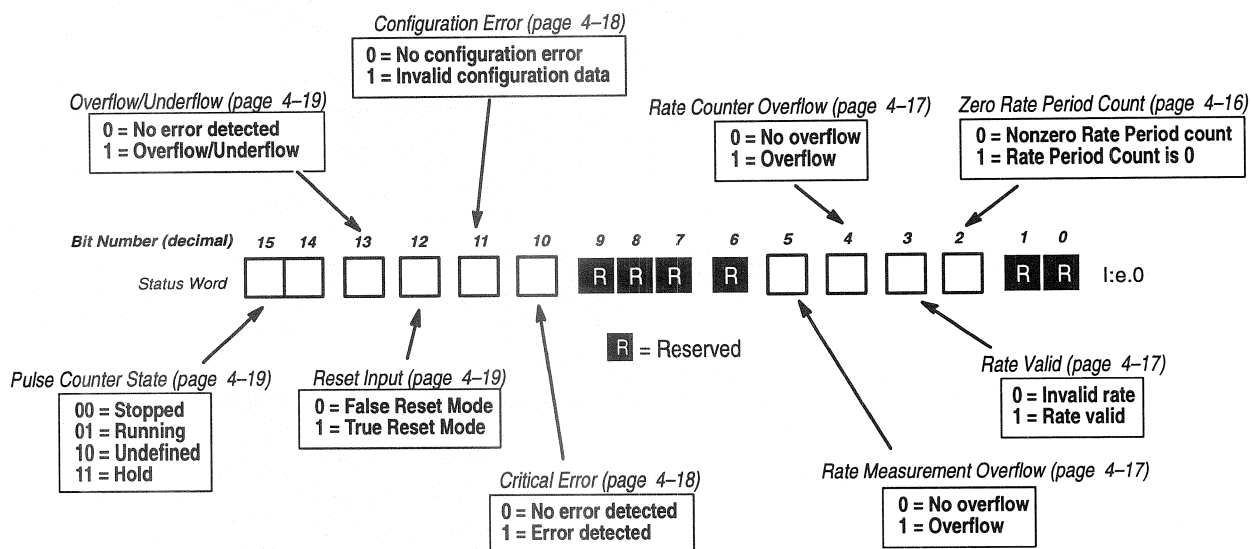 Configuration Error (page 4–18)
0 = No configuration error
1 = Invalid configuration data
Overflow/Underflow (page 4–19)
0 = No error detected
1 = Overflow/Underflow
Rate Counter Overflow (page 4–17)
0 = No overflow
1 = Overflow
Zero Rate Period Count (page 4–16)
0 = Nonzero Rate Period count
1 = Rate Period Count is 0
Bit Number (decimal) 15 14 13 12 11 10 9 8 7 6 5 4 3 2 1 0
Status Word R R R R R R I:e.0
R = Reserved
Pulse Counter State (page 4–19)
00 = Stopped
01 = Running
10 = Undefined
11 = Hold
Reset Input (page 4–19)
0 = False Reset Mode
1 = True Reset Mode
Critical Error (page 4–18)
0 = No error detected
1 = Error detected
Rate Valid (page 4–17)
0 = Invalid rate
1 = Rate valid
Rate Measurement Overflow (page 4–17)
0 = No overflow
1 = Overflow